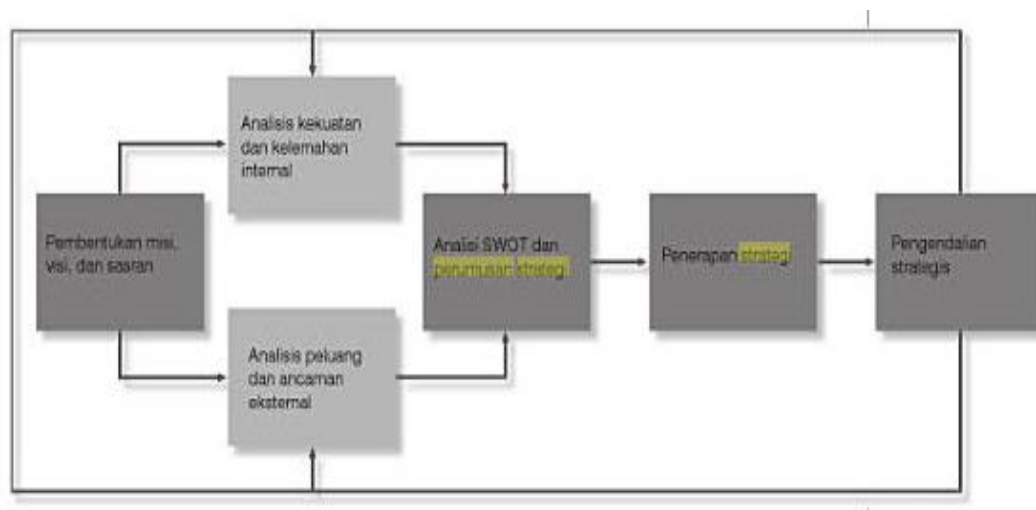 Analisis kekuatan
dan kelemahan
internal
Pembentukan misi,
visi, dan sasran
Analisi SWOT dan
perumusan strategi
Penerapan strategi
Pengendalian
strategis
Analisis peluang
dan ancaman
eksternal